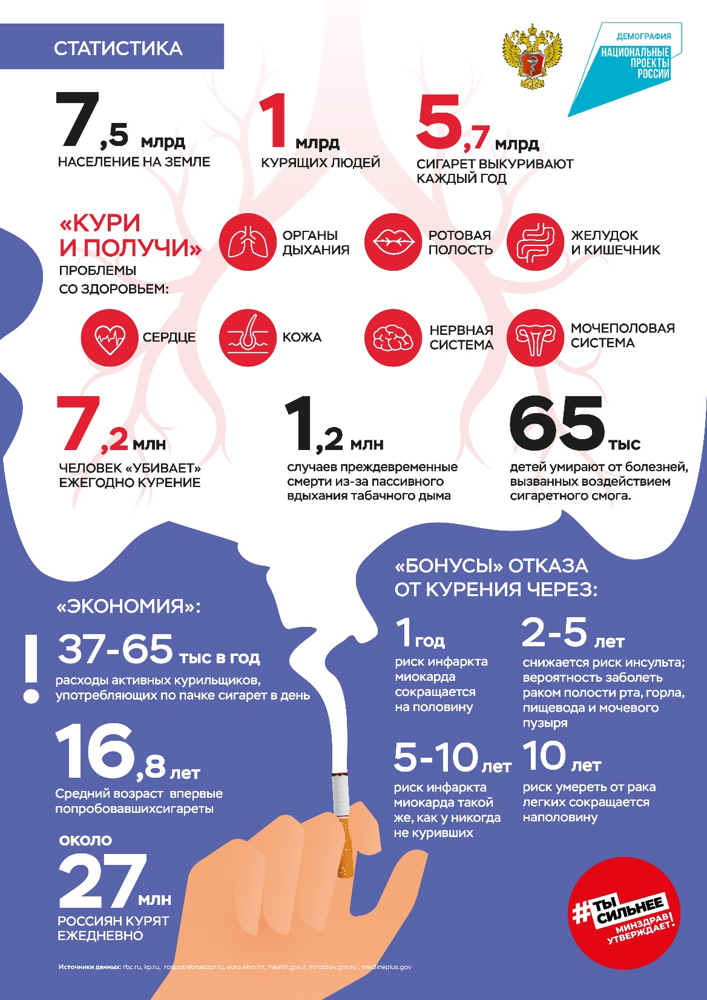 СТАТИСТИКА
ДЕМОГРАФИЯ
НАЦИОНАЛЬНЫЕ
ПРОЕКТЫ
РОССИИ
7,5 млрд
НАСЕЛЕНИЕ НА ЗЕМЛЕ
1 млрд
КУРЯЩИХ ЛЮДЕЙ
5,7 млрд
СИГАРЕТ ВЫКУРИВАЮТ
КАЖДЫЙ ГОД
«КУРИ
И ПОЛУЧИ»
ПРОБЛЕМЫ
СО ЗДОРОВЬЕМ:
ОРГАНЫ
ДЫХАНИЯ
РОТОВАЯ
ПОЛОСТЬ
ЖЕЛУДОК
И КИШЕЧНИК
СЕРДЦЕ
КОЖА
НЕРВНАЯ
СИСТЕМА
МОЧЕПОЛОВАЯ
СИСТЕМА
7,2 млн
ЧЕЛОВЕК «УБИВАЕТ»
ЕЖЕГОДНО КУРЕНИЕ
1,2 млн
случаев преждевременные
смерти из-за пассивного
вдыхания табачного дыма
65 тыс
детей умирают от болезней,
вызванных воздействием
сигаретного смога.
«ЭКОНОМИЯ»:
! 37-65 тыс в год
расходы активных курильщиков,
употребляющих по пачке сигарет в день
16,8 лет
Средний возраст впервые
попробовавшихсигареты
около
27 млн
РОССИЯН КУРЯТ
ЕЖЕДНЕВНО́
«БОНУСЫ» ОТКАЗА
ОТ КУРЕНИЯ ЧЕРЕЗ:
1 год
риск инфаркта
миокарда
сокращается
на половину
2-5 лет
снижается риск инсульта;
вероятность заболеть
раком полости рта, горла,
пищевода и мочевого
пузыря
5-10 лет
риск инфаркта
миокарда такой
же, как у никогда
не куривших
10 лет
риск умереть от рака
легких сокращается
наполовину
#ТЫ
СИЛЬНЕЕ
МИНЗДРАВ
УТВЕРЖДАЕТ!
Источники данных: rbc.ru, kp.ru, rospotrebnadzor.ru, euro.who.int, health.gov.il, minzdrav.gov.ru , medlineplus.gov